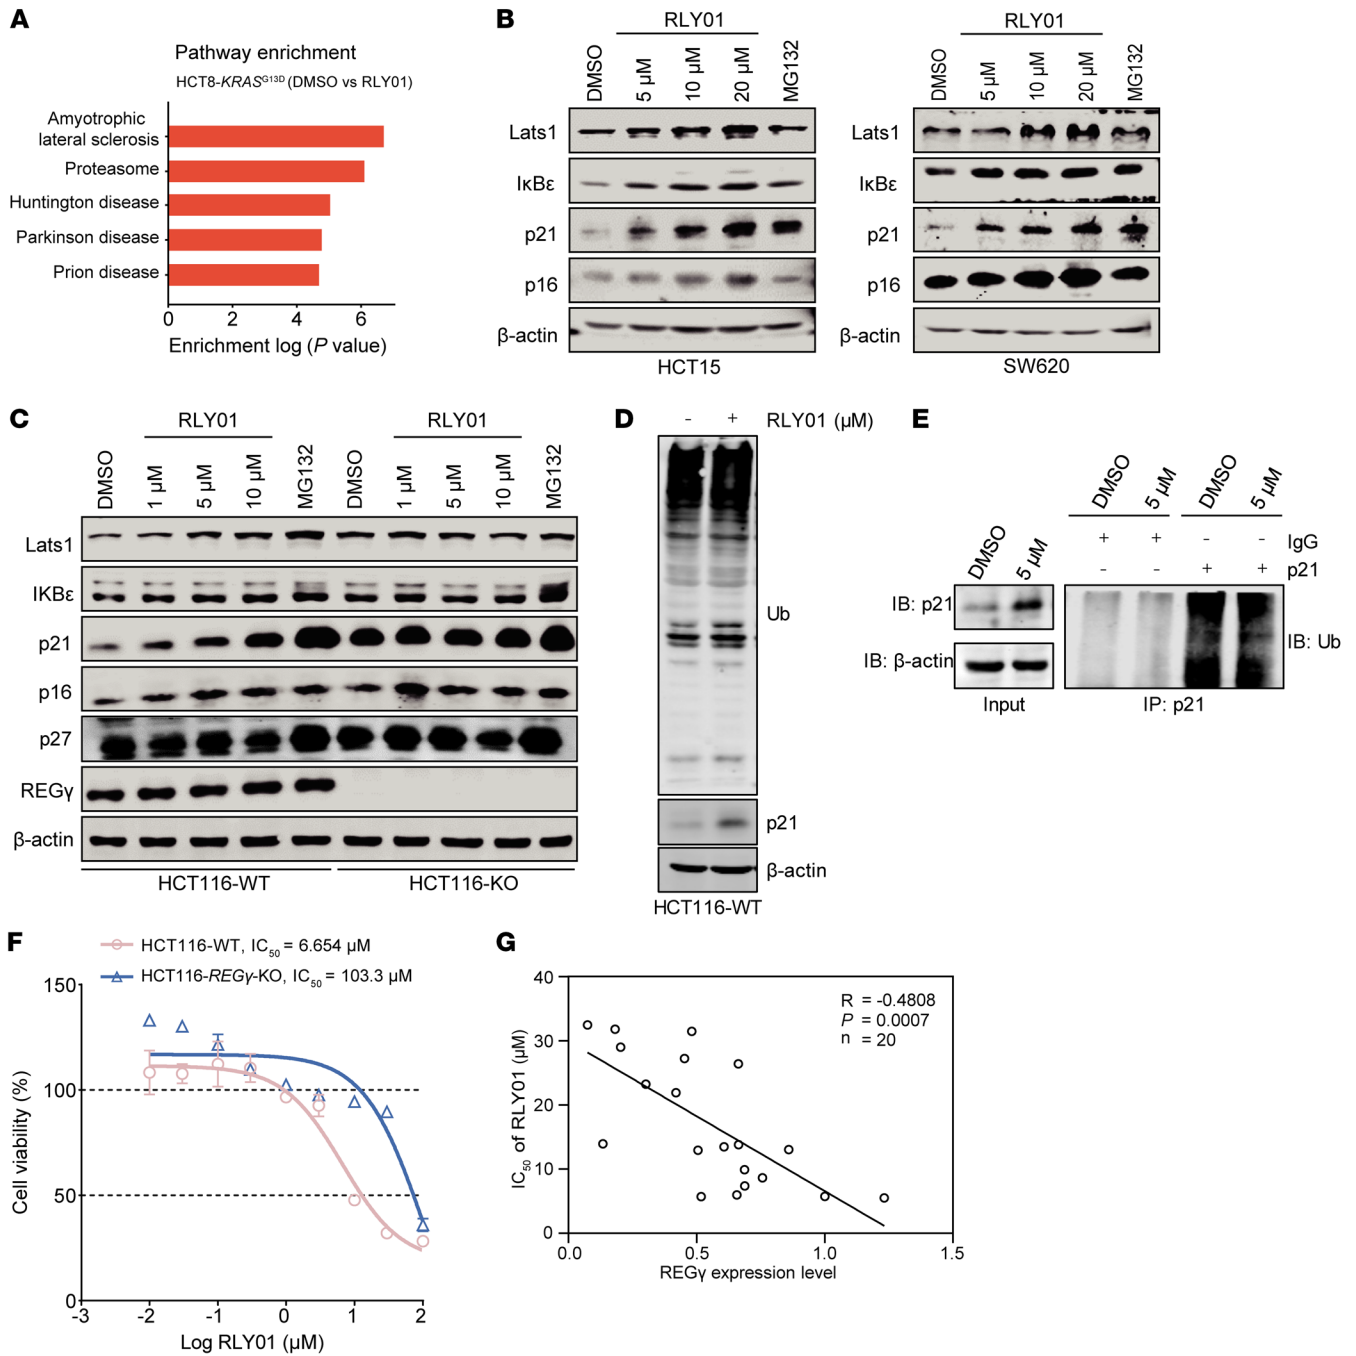 A
Pathway enrichment
HCT8-KRASG13D (DMSO vs RLY01)
Amyotrophic
lateral sclerosis
Proteasome
Huntington disease
Parkinson disease
Prion disease
0 2 4 6
Enrichment log (P value)
B
RLY01
DMSO 5 µM 10 µM 20 µM MG132
Lats1
IκBε
p21
p16
β-actin
HCT15
RLY01
DMSO 5 µM 10 µM 20 µM MG132
Lats1
IκBε
p21
p16
β-actin
SW620
C
RLY01 RLY01
DMSO 1 µM 5 µM 10 µM MG132 DMSO 1 µM 5 µM 10 µM MG132
Lats1
IKBε
p21
p16
p27
REGγ
β-actin
HCT116-WT HCT116-KO
D
- + RLY01 (µM)
Ub
p21
β-actin
HCT116-WT
E
DMSO 5 µM
IB: p21
IB: β-actin
Input
DMSO 5 µM DMSO 5 µM
+ + - - IgG
- - + + p21
IB: Ub
IP: p21
F
HCT116-WT, IC50 = 6.654 µM
HCT116-REGγ-KO, IC50 = 103.3 µM
Cell viability (%)
150
100
50
0
-3 -2 -1 0 1 2
Log RLY01 (µM)
G
IC50 of RLY01 (µM)
40
30
20
10
0
R = -0.4808
P = 0.0007
n = 20
0.0 0.5 1.0 1.5
REGγ expression level